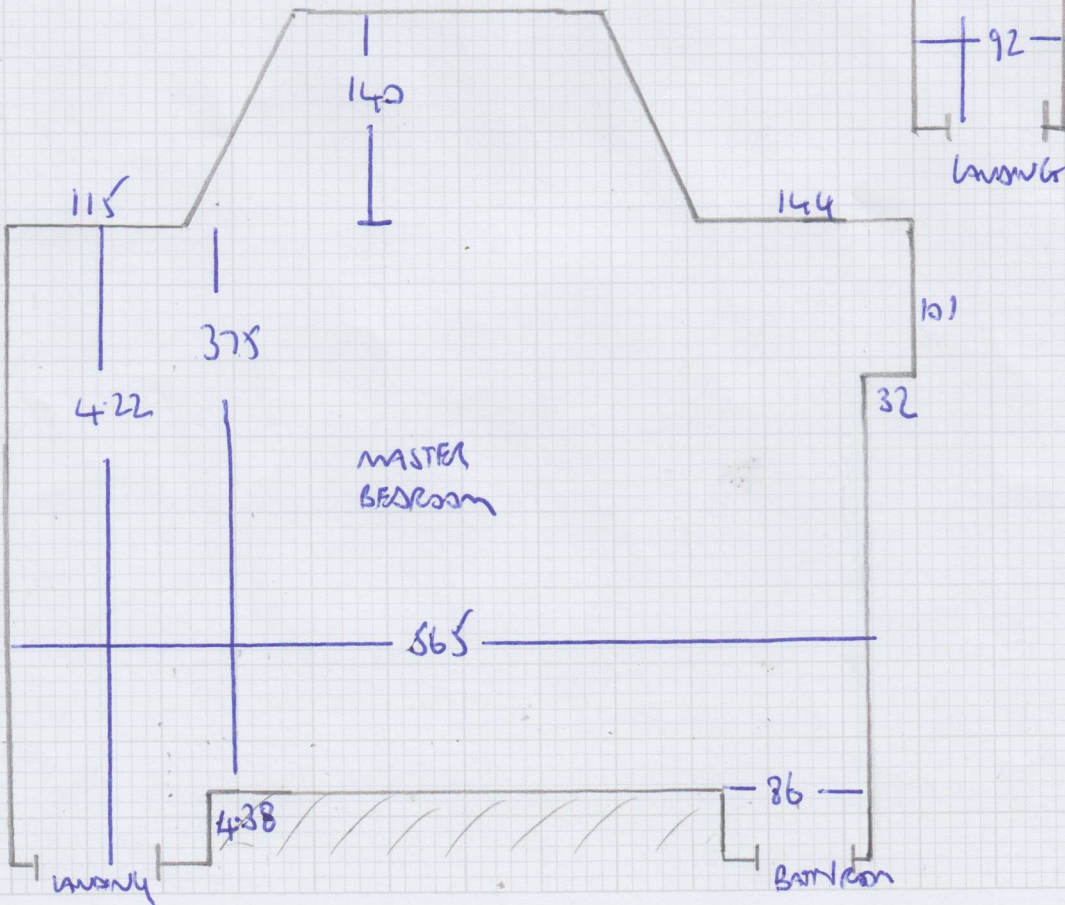 140
92
LANDING
115
144
101
375
4.22
32
MASTER
BEDROOM
565
86
438
LANDING
BATHROOM